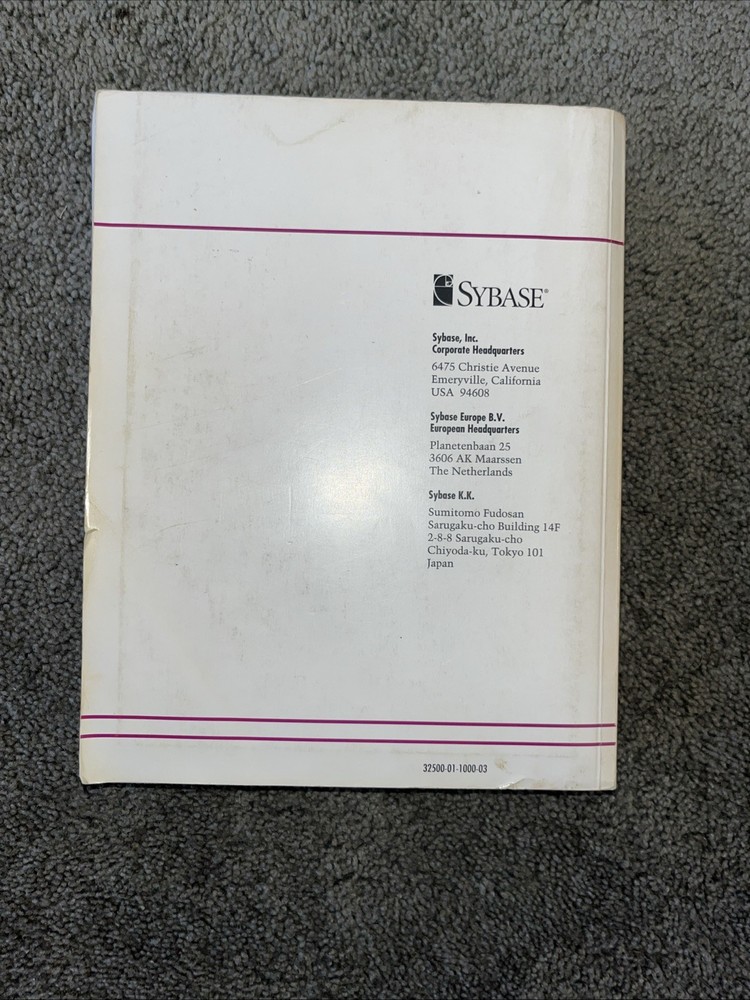 SYBASE®
Sybase, Inc.
Corporate Headquarters
6475 Christie Avenue
Emeryville, California
USA 94608
Sybase Europe B.V.
European Headquarters
Planetenbaan 25
3606 AK Maarssen
The Netherlands
Sybase K.K.
Sumitomo Fudosan
Sarugaku-cho Building 14F
2-8-8 Sarugaku-cho
Chiyoda-ku, Tokyo 101
Japan
32500-01-1000-03